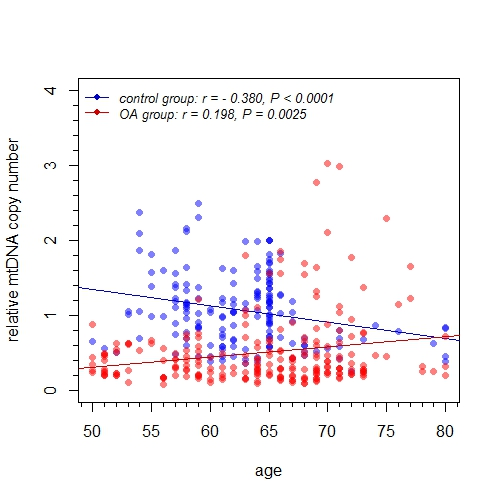 4
control group: r = - 0.380, P < 0.0001
OA group: r = 0.198, P = 0.0025
3
2
1
0
relative mtDNA copy number
50 55 60 65 70 75 80
age